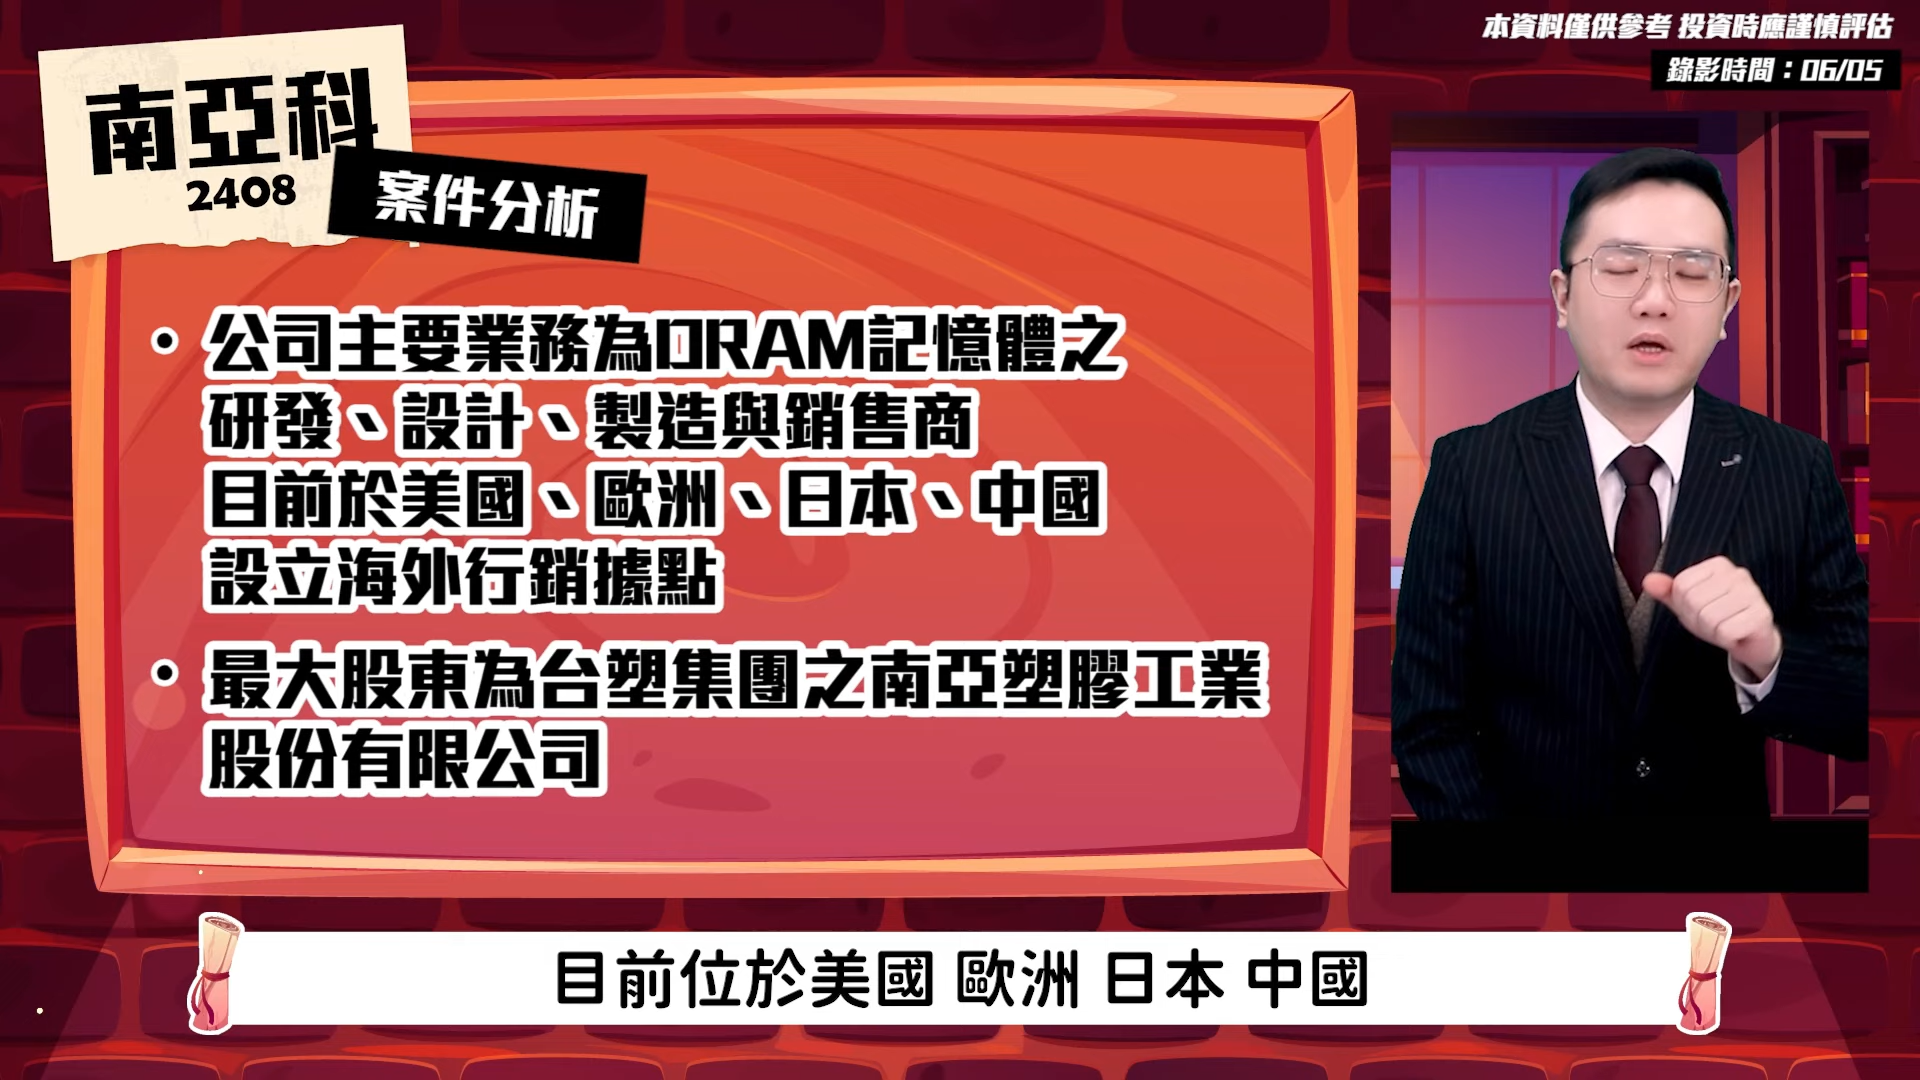 本資料僅供參考 投資時應謹慎評估
錄影時間：06/05
南亞科
2408
案件分析
• 公司主要業務為DRAM記憶體之
研發、設計、製造與銷售商
目前於美國、歐洲、日本、中國
設立海外行銷據點
• 最大股東為台塑集團之南亞塑膠工業
股份有限公司
目前位於美國 歐洲 日本 中國